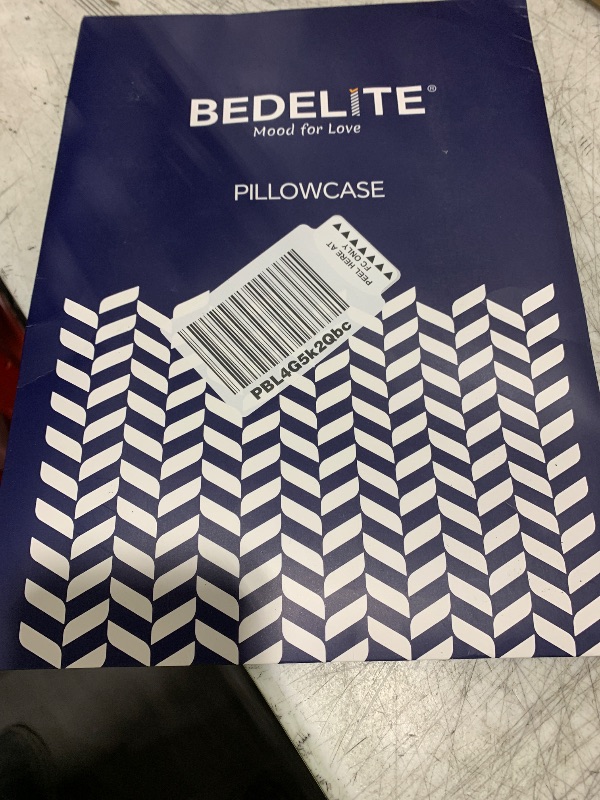 BEDELITE®
Mood for Love
PILLOWCASE
PEEL HERE AT
FC ONLY
PBL4G5k2Qbc